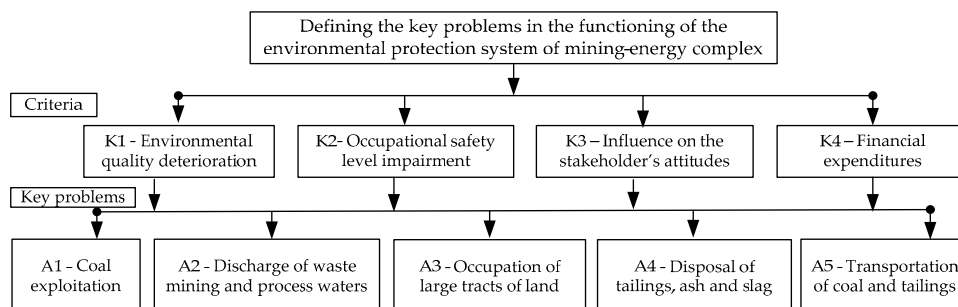 Defining the key problems in the functioning of the
environmental protection system of mining-energy complex
Criteria
K1 - Environmental
quality deterioration
K2- Occupational safety
level impairment
K3 – Influence on the
stakeholder's attitudes
K4 – Financial
expenditures
Key problems
A1 - Coal
exploitation
A2 - Discharge of waste
mining and process waters
A3 - Occupation of
large tracts of land
A4 - Disposal of
tailings, ash and slag
A5 - Transportation
of coal and tailings